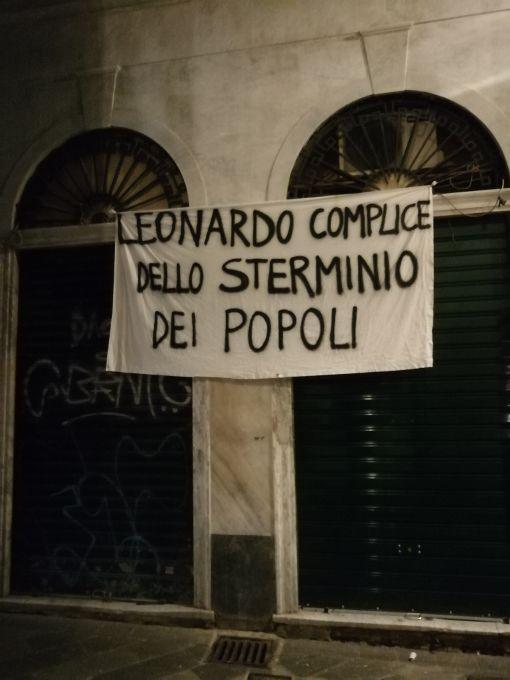 LEONARDO COMPLICE
DELLO STERMINIO
DEI POPOLI